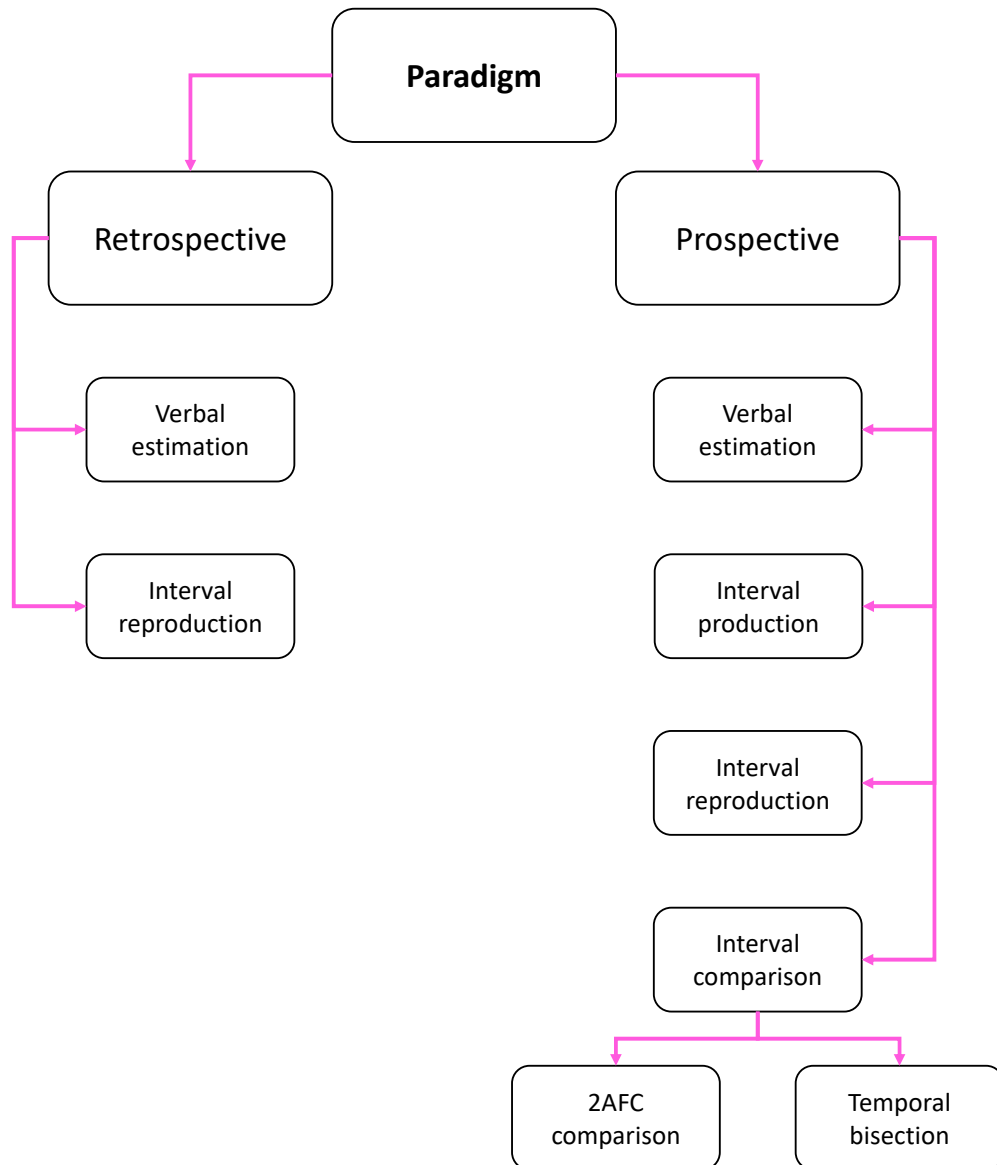 Paradigm
Retrospective
Prospective
Verbal
estimation
Verbal
estimation
Interval
reproduction
Interval
production
Interval
reproduction
Interval
comparison
2AFC
comparison
Temporal
bisection